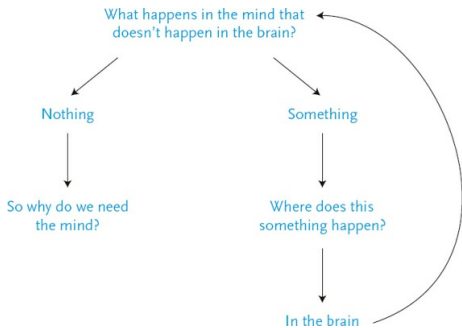 What happens in the mind that
doesn't happen in the brain?
Nothing
Something
So why do we need
the mind?
Where does this
something happen?
In the brain